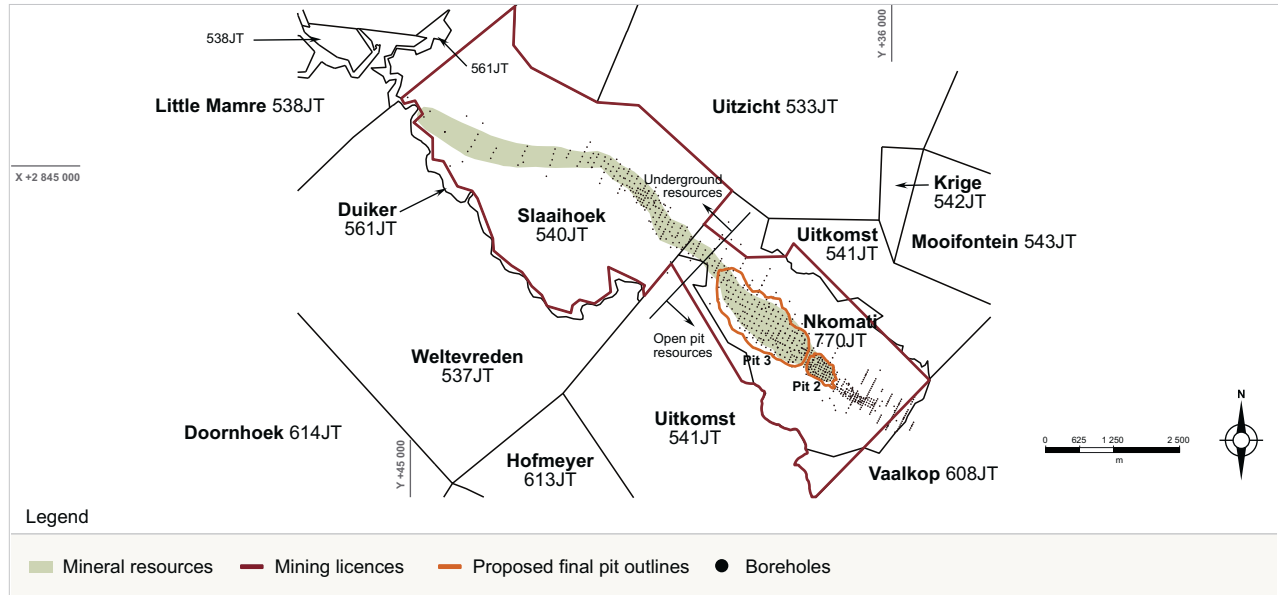 538JT
561JT
Y +36 000
Little Mamre 538JT
Uitzicht 533JT
X +2 845 000
Underground
resources
Krige
542JT
Duiker
561JT
Slaaihoek
540JT
Uitkomst
541JT
Mooifontein 543JT
Nkomati
770JT
Open pit
resources
Pit 3
Weltevreden
537JT
Pit 2
N
Uitkomst
541JT
Doornhoek 614JT
Y +45 000
0 625 1 250 2 500
m
Hofmeyer
613JT
Vaalkop 608JT
Legend
Mineral resources Mining licences Proposed final pit outlines Boreholes